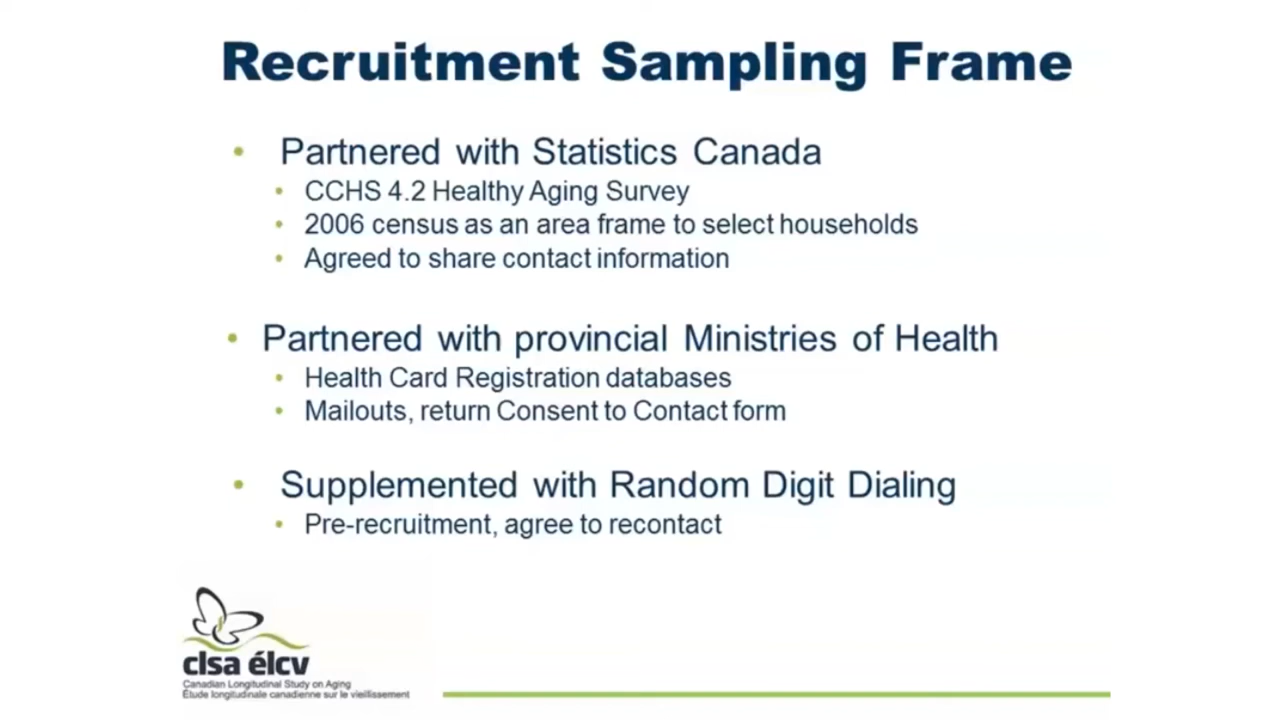 Recruitment Sampling Frame
• Partnered with Statistics Canada
• CCHS 4.2 Healthy Aging Survey
• 2006 census as an area frame to select households
• Agreed to share contact information
• Partnered with provincial Ministries of Health
• Health Card Registration databases
• Mailouts, return Consent to Contact form
• Supplemented with Random Digit Dialing
• Pre-recruitment, agree to recontact
clsa élcv
Canadian Longitudinal Study on Aging
Étude longitudinale canadienne sur le vieillissement